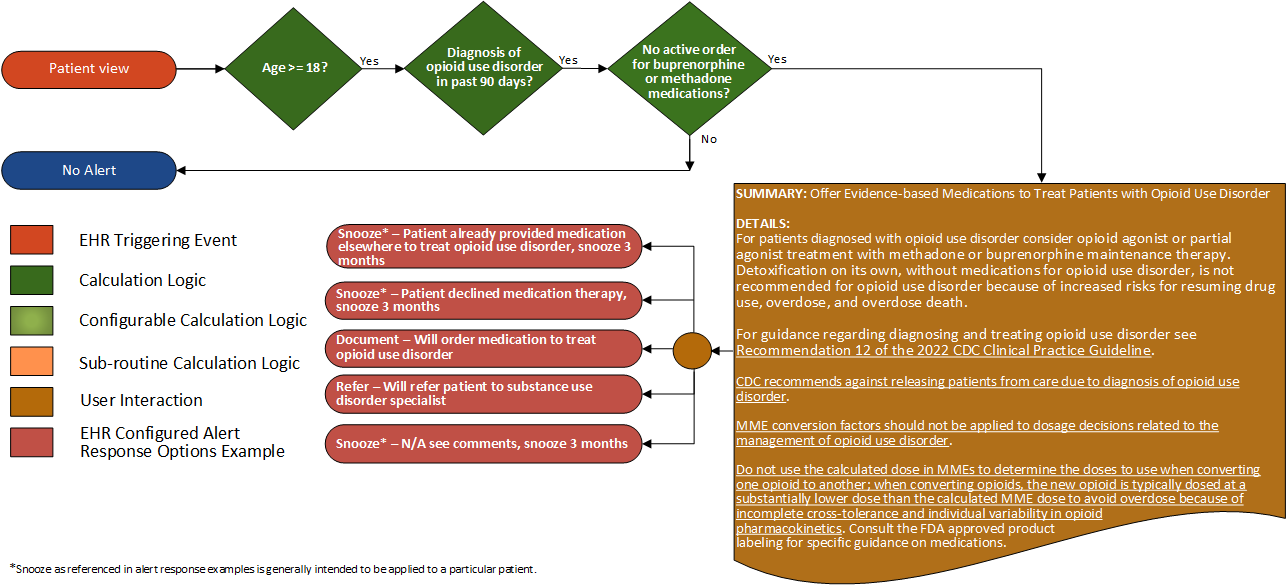 Patient view
Age >= 18?
Yes
Diagnosis of
opioid use disorder
in past 90 days?
Yes
No active order
for buprenorphine
or methadone
medications?
Yes
No
No Alert
SUMMARY: Offer Evidence-based Medications to Treat Patients with Opioid Use Disorder
DETAILS:
For patients diagnosed with opioid use disorder consider opioid agonist or partial
agonist treatment with methadone or buprenorphine maintenance therapy.
Detoxification on its own, without medications for opioid use disorder, is not
recommended for opioid use disorder because of increased risks for resuming drug
use, overdose, and overdose death.
For guidance regarding diagnosing and treating opioid use disorder see
Recommendation 12 of the 2022 CDC Clinical Practice Guideline.
CDC recommends against releasing patients from care due to diagnosis of opioid use
disorder.
MME conversion factors should not be applied to dosage decisions related to the
management of opioid use disorder.
Do not use the calculated dose in MMEs to determine the doses to use when converting
one opioid to another; when converting opioids, the new opioid is typically dosed at a
substantially lower dose than the calculated MME dose to avoid overdose because of
incomplete cross-tolerance and individual variability in opioid
pharmacokinetics. Consult the FDA approved product
labeling for specific guidance on medications.
EHR Triggering Event
Calculation Logic
Configurable Calculation Logic
Sub-routine Calculation Logic
User Interaction
EHR Configured Alert
Response Options Example
Snooze* – Patient already provided medication
elsewhere to treat opioid use disorder, snooze 3
months
Snooze* – Patient declined medication therapy,
snooze 3 months
Document – Will order medication to treat
opioid use disorder
Refer – Will refer patient to substance use
disorder specialist
Snooze* – N/A see comments, snooze 3 months
*Snooze as referenced in alert response examples is generally intended to be applied to a particular patient.